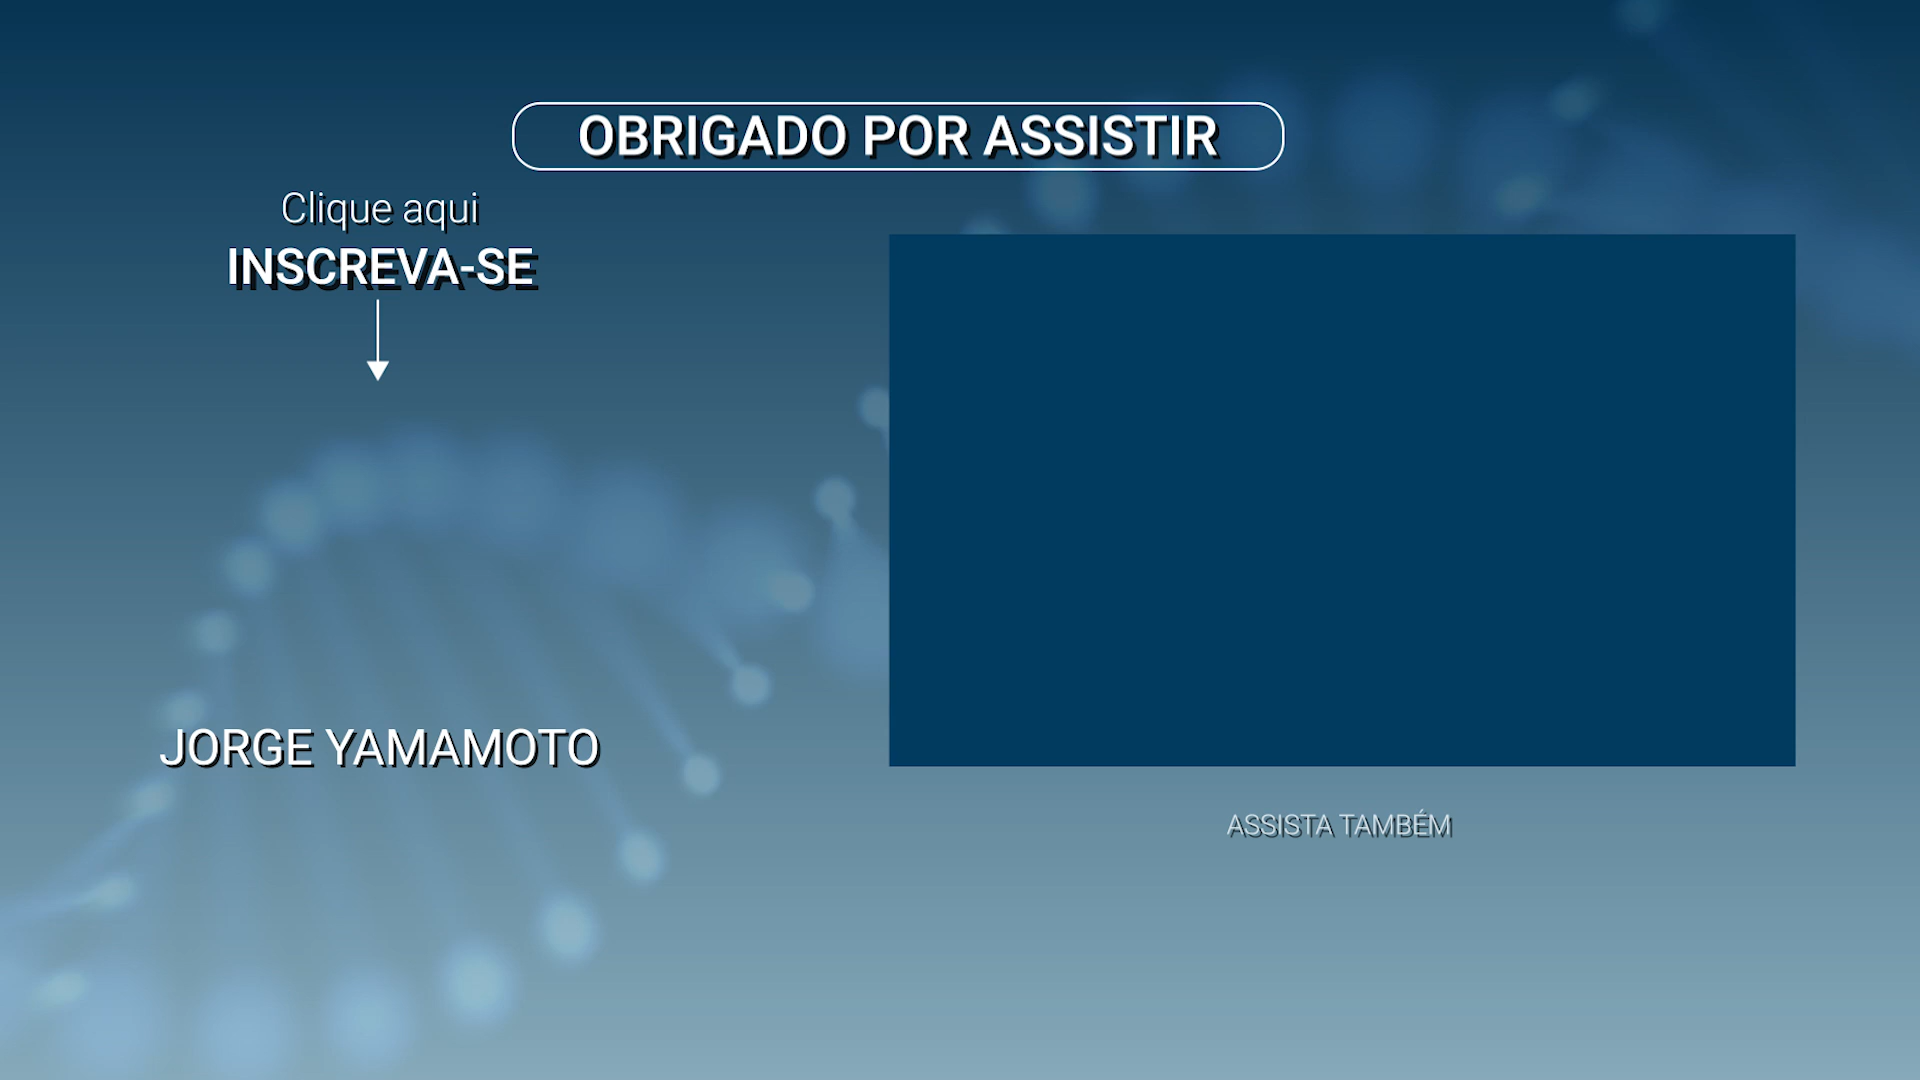 OBRIGADO POR ASSISTIR
Clique aqui
INSCREVA-SE
JORGE YAMAMOTO
ASSISTA TAMBÉM